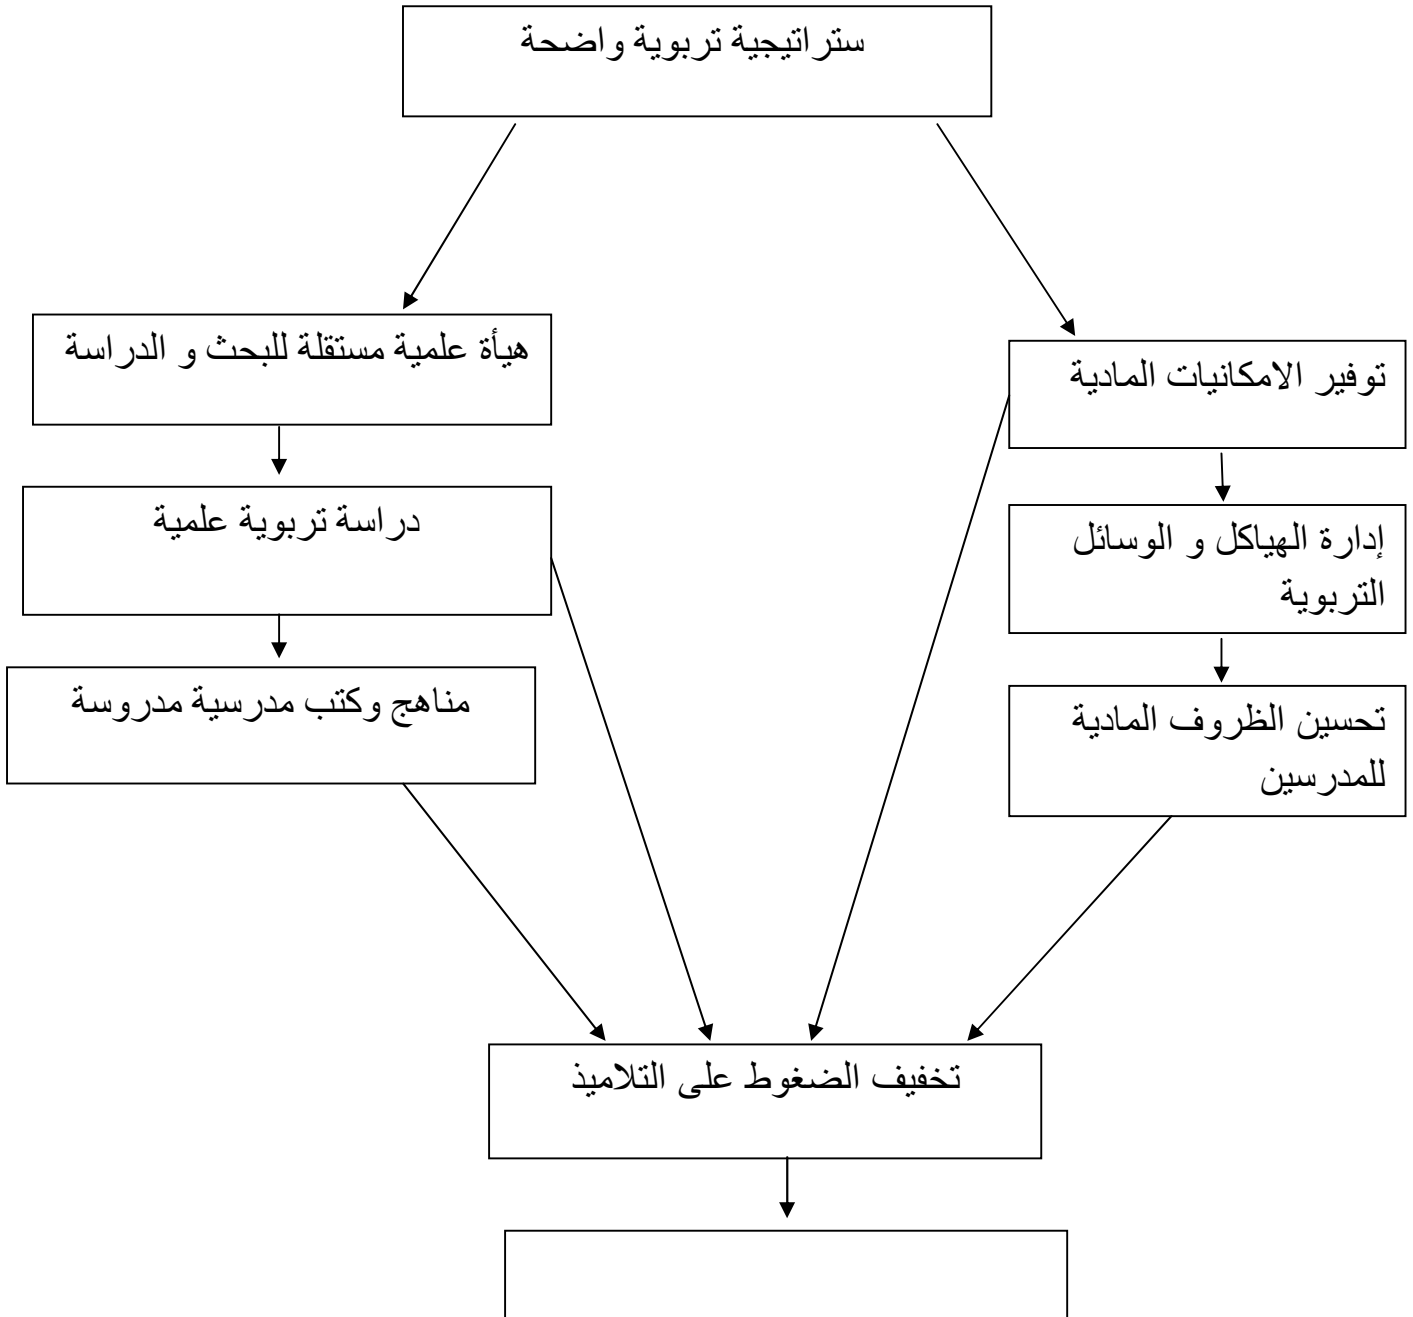 ستراتيجية تربوية واضحة
هيأة علمية مستقلة للبحث و الدراسة
توفير الامكانيات المادية
دراسة تربوية علمية
إدارة الهياكل و الوسائل
التربوية
مناهج وكتب مدرسية مدروسة
تحسين الظروف المادية
للمدرسين
تخفيف الضغوط على التلاميذ